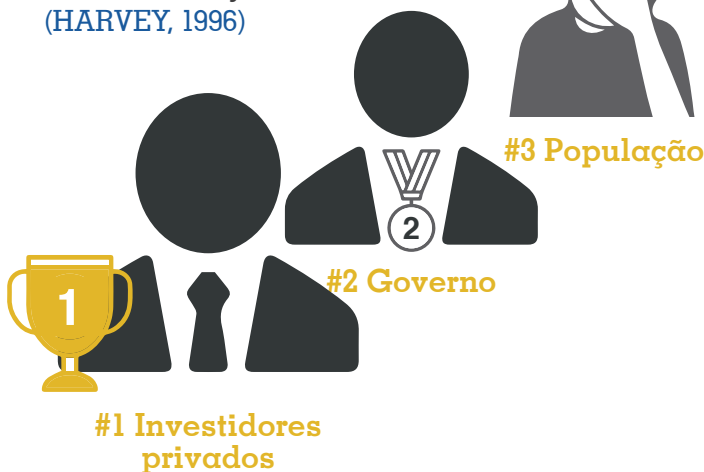 (HARVEY, 1996)
#3 População
2
#2 Governo
1
#1 Investidores
privados